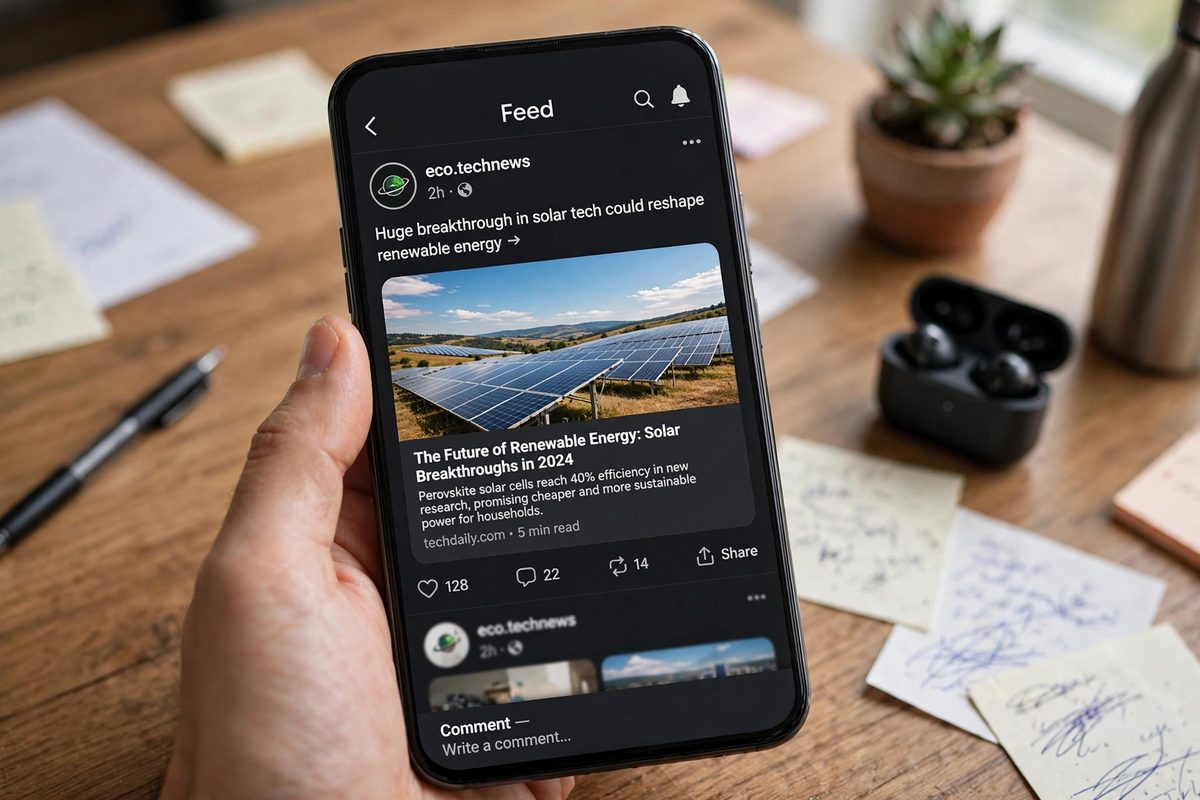 Feed
eco.technews
2h ·
Huge breakthrough in solar tech could reshape
renewable energy →
The Future of Renewable Energy: Solar
Breakthroughs in 2024
Perovskite solar cells reach 40% efficiency in new
research, promising cheaper and more sustainable
power for households.
techdaily.com • 5 min read
128 22 14 Share
eco.technews
2h ·
Comment —
Write a comment...